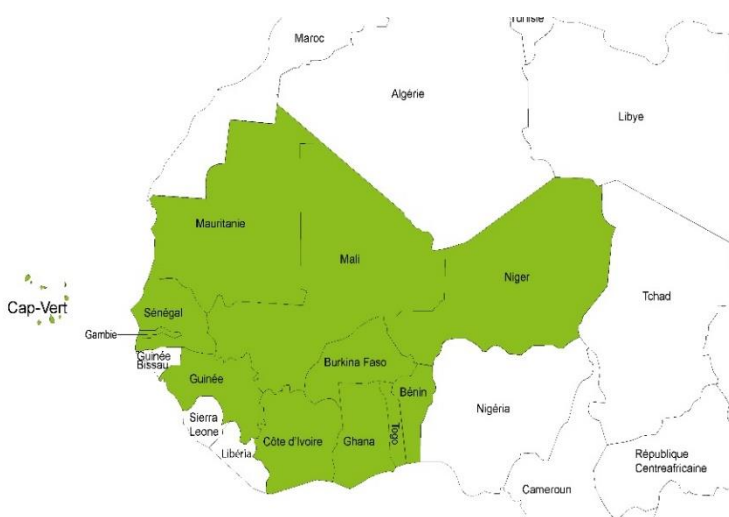 Tunisie
Maroc
Algérie
Libye
Mauritanie
Mali
Niger
Tchad
Cap-Vert
Sénégal
Gambie
Guinée
Bissau
Guinée
Burkina Faso
Bénin
Nigéria
Sierra
Leone
Libéria
Côte d'Ivoire
Ghana
Togo
République
Centreafricaine
Cameroun